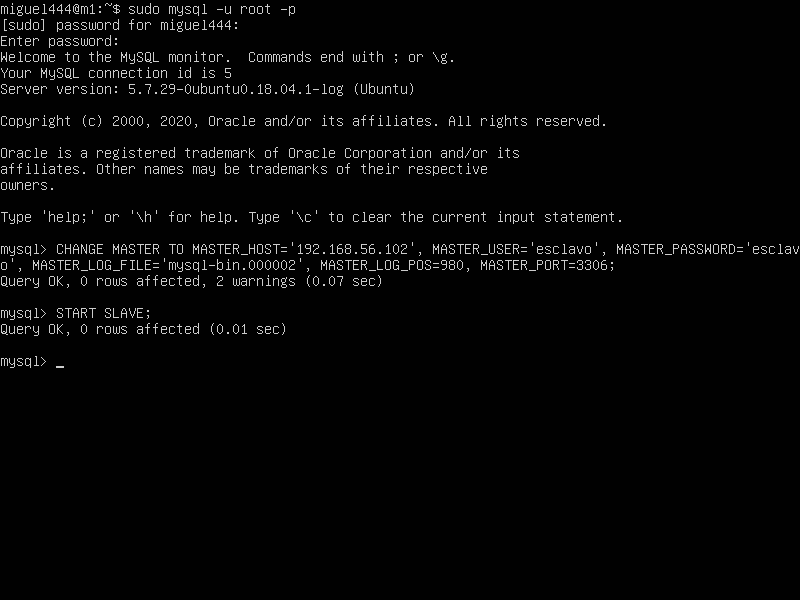 miguel444@m1:~$ sudo mysql -u root -p
[sudo] password for miguel444:
Enter password:
Welcome to the MySQL monitor.  Commands end with ; or \g.
Your MySQL connection id is 5
Server version: 5.7.29-0ubuntu0.18.04.1-log (Ubuntu)
Copyright (c) 2000, 2020, Oracle and/or its affiliates. All rights reserved.
Oracle is a registered trademark of Oracle Corporation and/or its
affiliates. Other names may be trademarks of their respective
owners.
Type 'help;' or '\h' for help. Type '\c' to clear the current input statement.
mysql> CHANGE MASTER TO MASTER_HOST='192.168.56.102', MASTER_USER='esclavo', MASTER_PASSWORD='esclav
o', MASTER_LOG_FILE='mysql-bin.000002', MASTER_LOG_POS=980, MASTER_PORT=3306;
Query OK, 0 rows affected, 2 warnings (0.07 sec)
mysql> START SLAVE;
Query OK, 0 rows affected (0.01 sec)
mysql> _